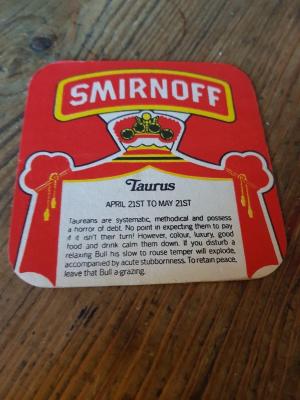 SMIRNOFF
Taurus
APRIL 21ST TO MAY 21ST
Taureans are systematic, methodical and possess
a horror of debt. No point in expecting them to pay
if it isn't their turn! However, colour, luxury, good
food and drink calm them down. If you disturb a
relaxing Bull his slow to rouse temper will explode,
accompanied by acute stubbornness. To retain peace,
leave that Bull a-grazing.